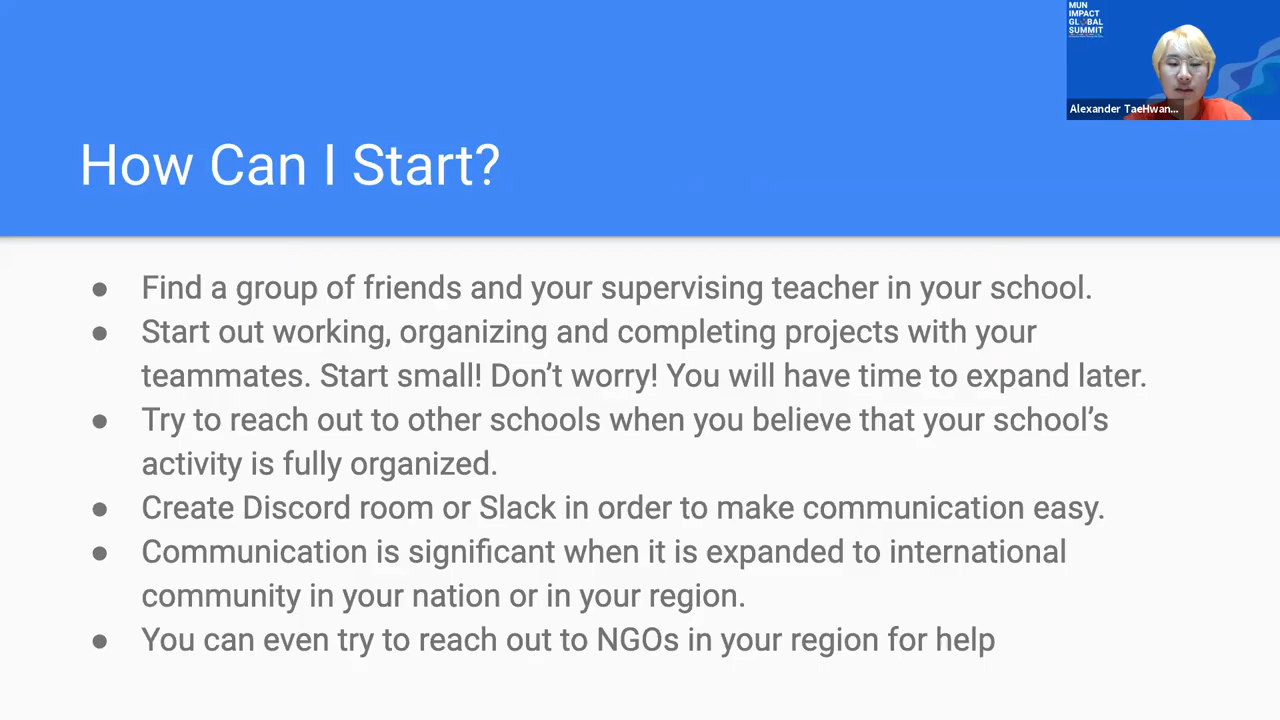 MUN
IMPACT
GLOBAL
SUMMIT
Alexander TaeHwan...
How Can I Start?
● Find a group of friends and your supervising teacher in your school.
● Start out working, organizing and completing projects with your
teammates. Start small! Don’t worry! You will have time to expand later.
● Try to reach out to other schools when you believe that your school’s
activity is fully organized.
● Create Discord room or Slack in order to make communication easy.
● Communication is significant when it is expanded to international
community in your nation or in your region.
● You can even try to reach out to NGOs in your region for help